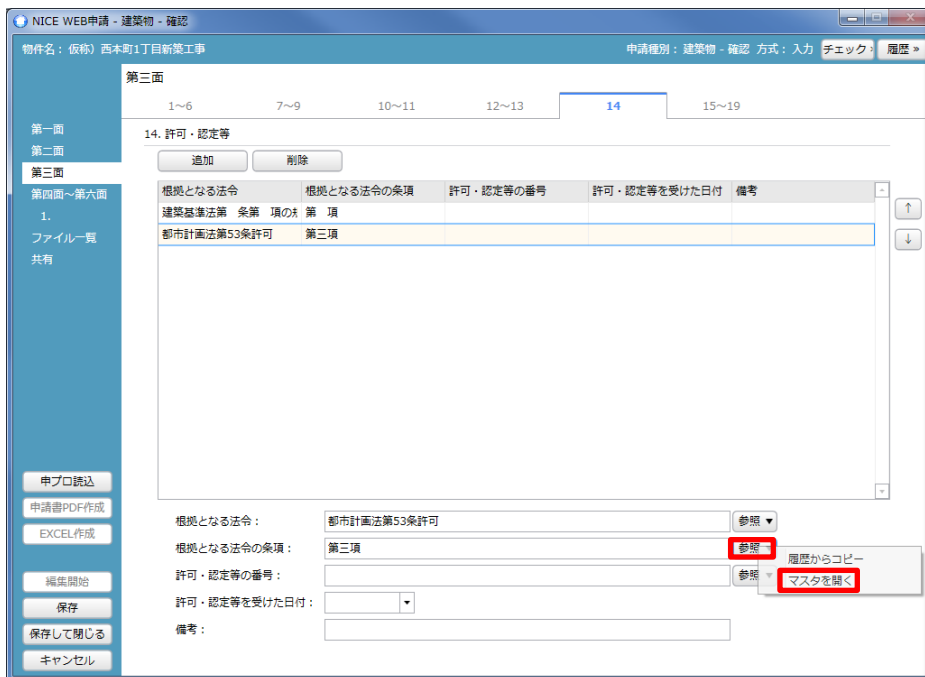 NICE WEB申請 - 建築物 - 確認
物件名： 仮称）西本町1丁目新築工事
申請種別： 建築物 - 確認 方式： 入力 チェック 履歴 »
第三面
1～6 7～9 10～11 12～13 14 15～19
第一面
第二面
第三面
第四面～第六面
1.
ファイル一覧
共有
14. 許可・認定等
追加 削除
根拠となる法令 根拠となる法令の条項 許可・認定等の番号 許可・認定等を受けた日付 備考
建築基準法第 条第 項の 第 項
都市計画法第53条許可 第三項
↑
↓
申プロ読込
申請書PDF作成
EXCEL作成
編集開始
保存
保存して閉じる
キャンセル
根拠となる法令： 都市計画法第53条許可 参照 ▼
根拠となる法令の条項： 第三項 参照 ▼
許可・認定等の番号： 参照 ▼
許可・認定等を受けた日付： ▼
備考：
履歴からコピー
マスタを開く